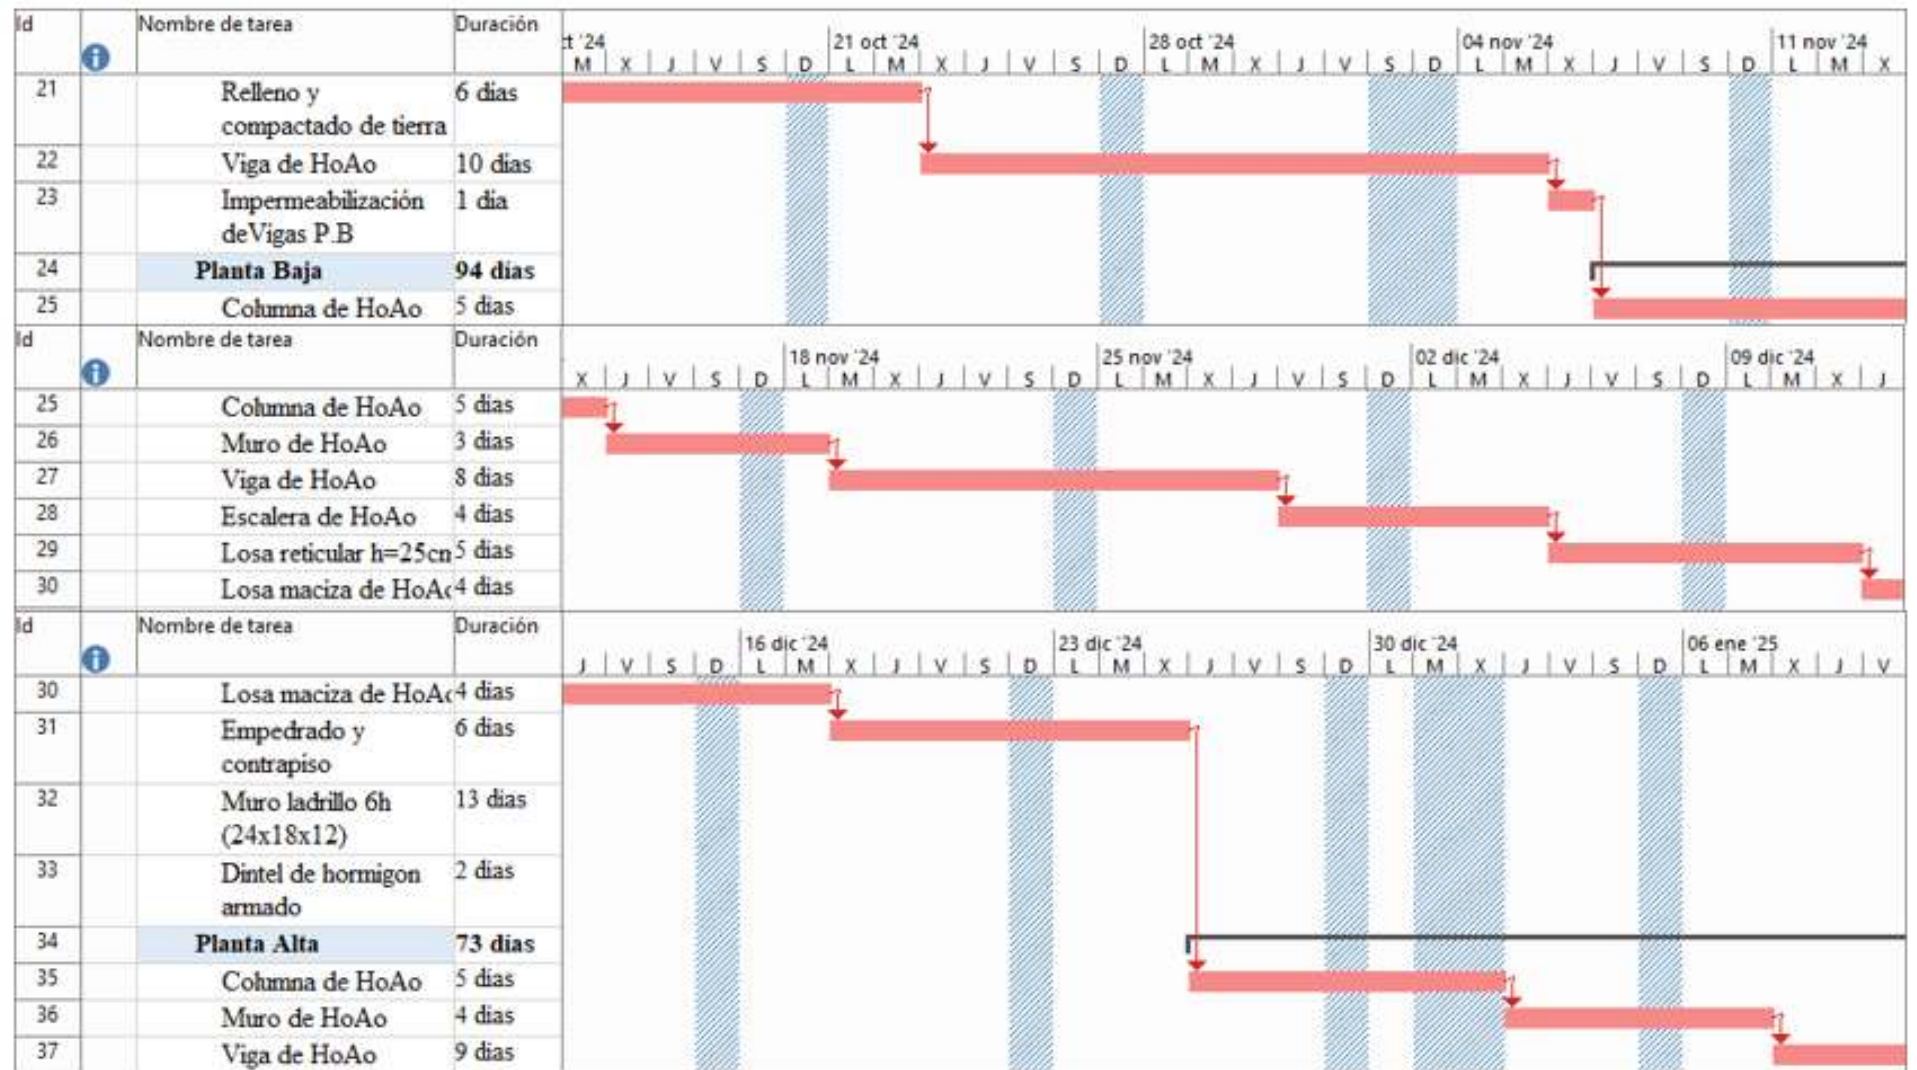 Id Nombre de tarea Duración
ct '24 21 oct '24 28 oct '24 04 nov '24 11 nov '24
M X J V S D L M X J V S D L M X J V S D L M X J V S D L M X
21 Relleno y 6 días
compactado de tierra
22 Viga de HoAo 10 días
23 Impermeabilización 1 día
deVigas P.B
24 Planta Baja 94 días
25 Columna de HoAo 5 días
Id Nombre de tarea Duración
18 nov '24 25 nov '24 02 dic '24 09 dic '24
X J V S D L M X J V S D L M X J V S D L M X J V S D L M X J
25 Columna de HoAo 5 días
26 Muro de HoAo 3 días
27 Viga de HoAo 8 días
28 Escalera de HoAo 4 días
29 Losa reticular h=25cm 5 días
30 Losa maciza de HoAo 4 días
Id Nombre de tarea Duración
16 dic '24 23 dic '24 30 dic '24 06 ene '25
J V S D L M X J V S D L M X J V S D L M X J V S D L M X J V
30 Losa maciza de HoAo 4 días
31 Empedrado y 6 días
contrapiso
32 Muro ladrillo 6h 13 días
(24x18x12)
33 Dintel de hormigon 2 días
armado
34 Planta Alta 73 días
35 Columna de HoAo 5 días
36 Muro de HoAo 4 días
37 Viga de HoAo 9 días